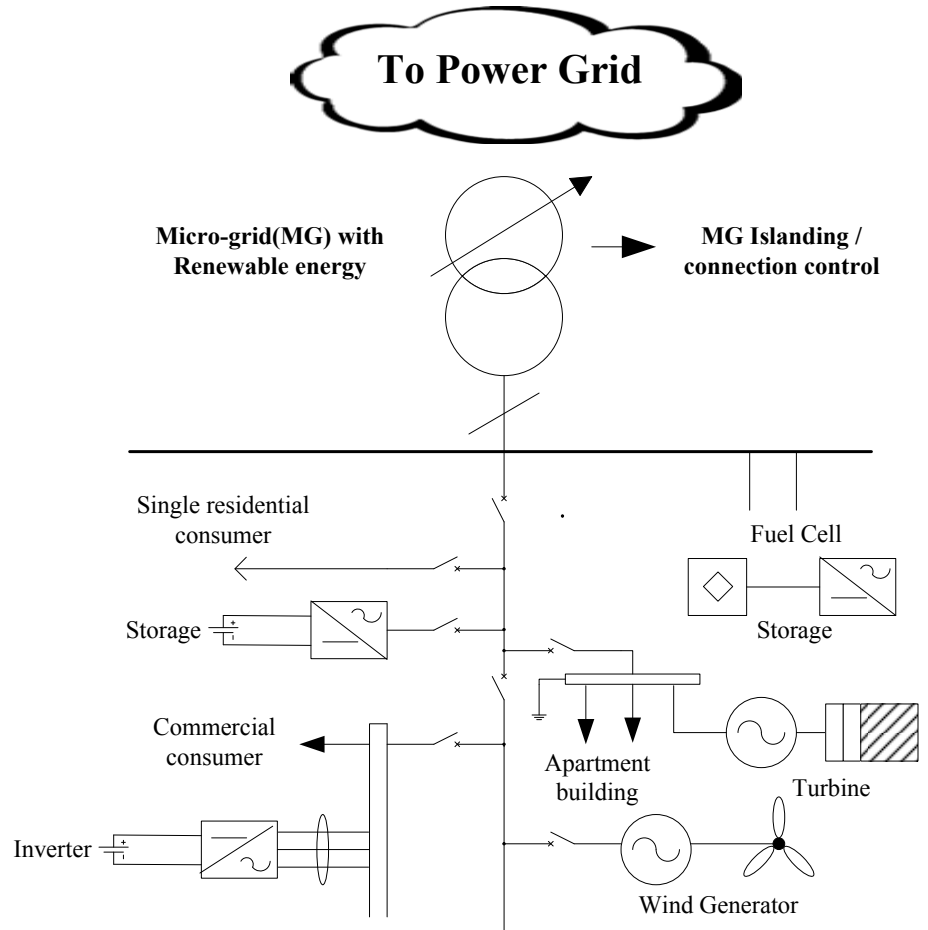 To Power Grid
Micro-grid(MG) with
Renewable energy
MG Islanding /
connection control
Single residential
consumer
Fuel Cell
Storage
Storage
Commercial
consumer
Apartment
building
Turbine
Inverter
Wind Generator